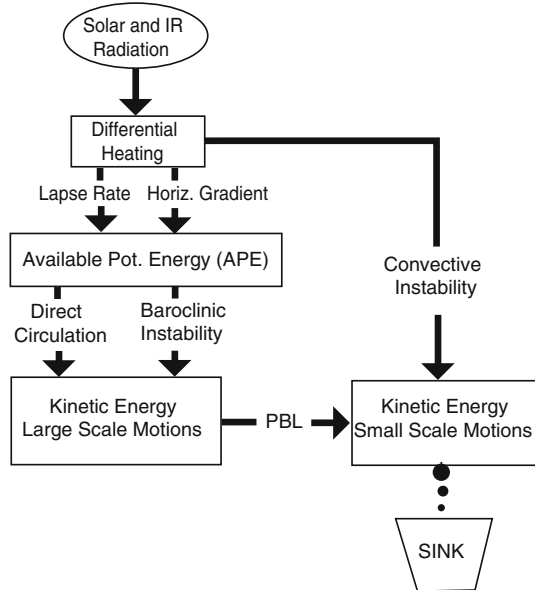 Solar and IR
Radiation
Differential
Heating
Lapse Rate
Horiz. Gradient
Available Pot. Energy (APE)
Convective
Instability
Direct
Circulation
Baroclinic
Instability
Kinetic Energy
Large Scale Motions
PBL
Kinetic Energy
Small Scale Motions
SINK